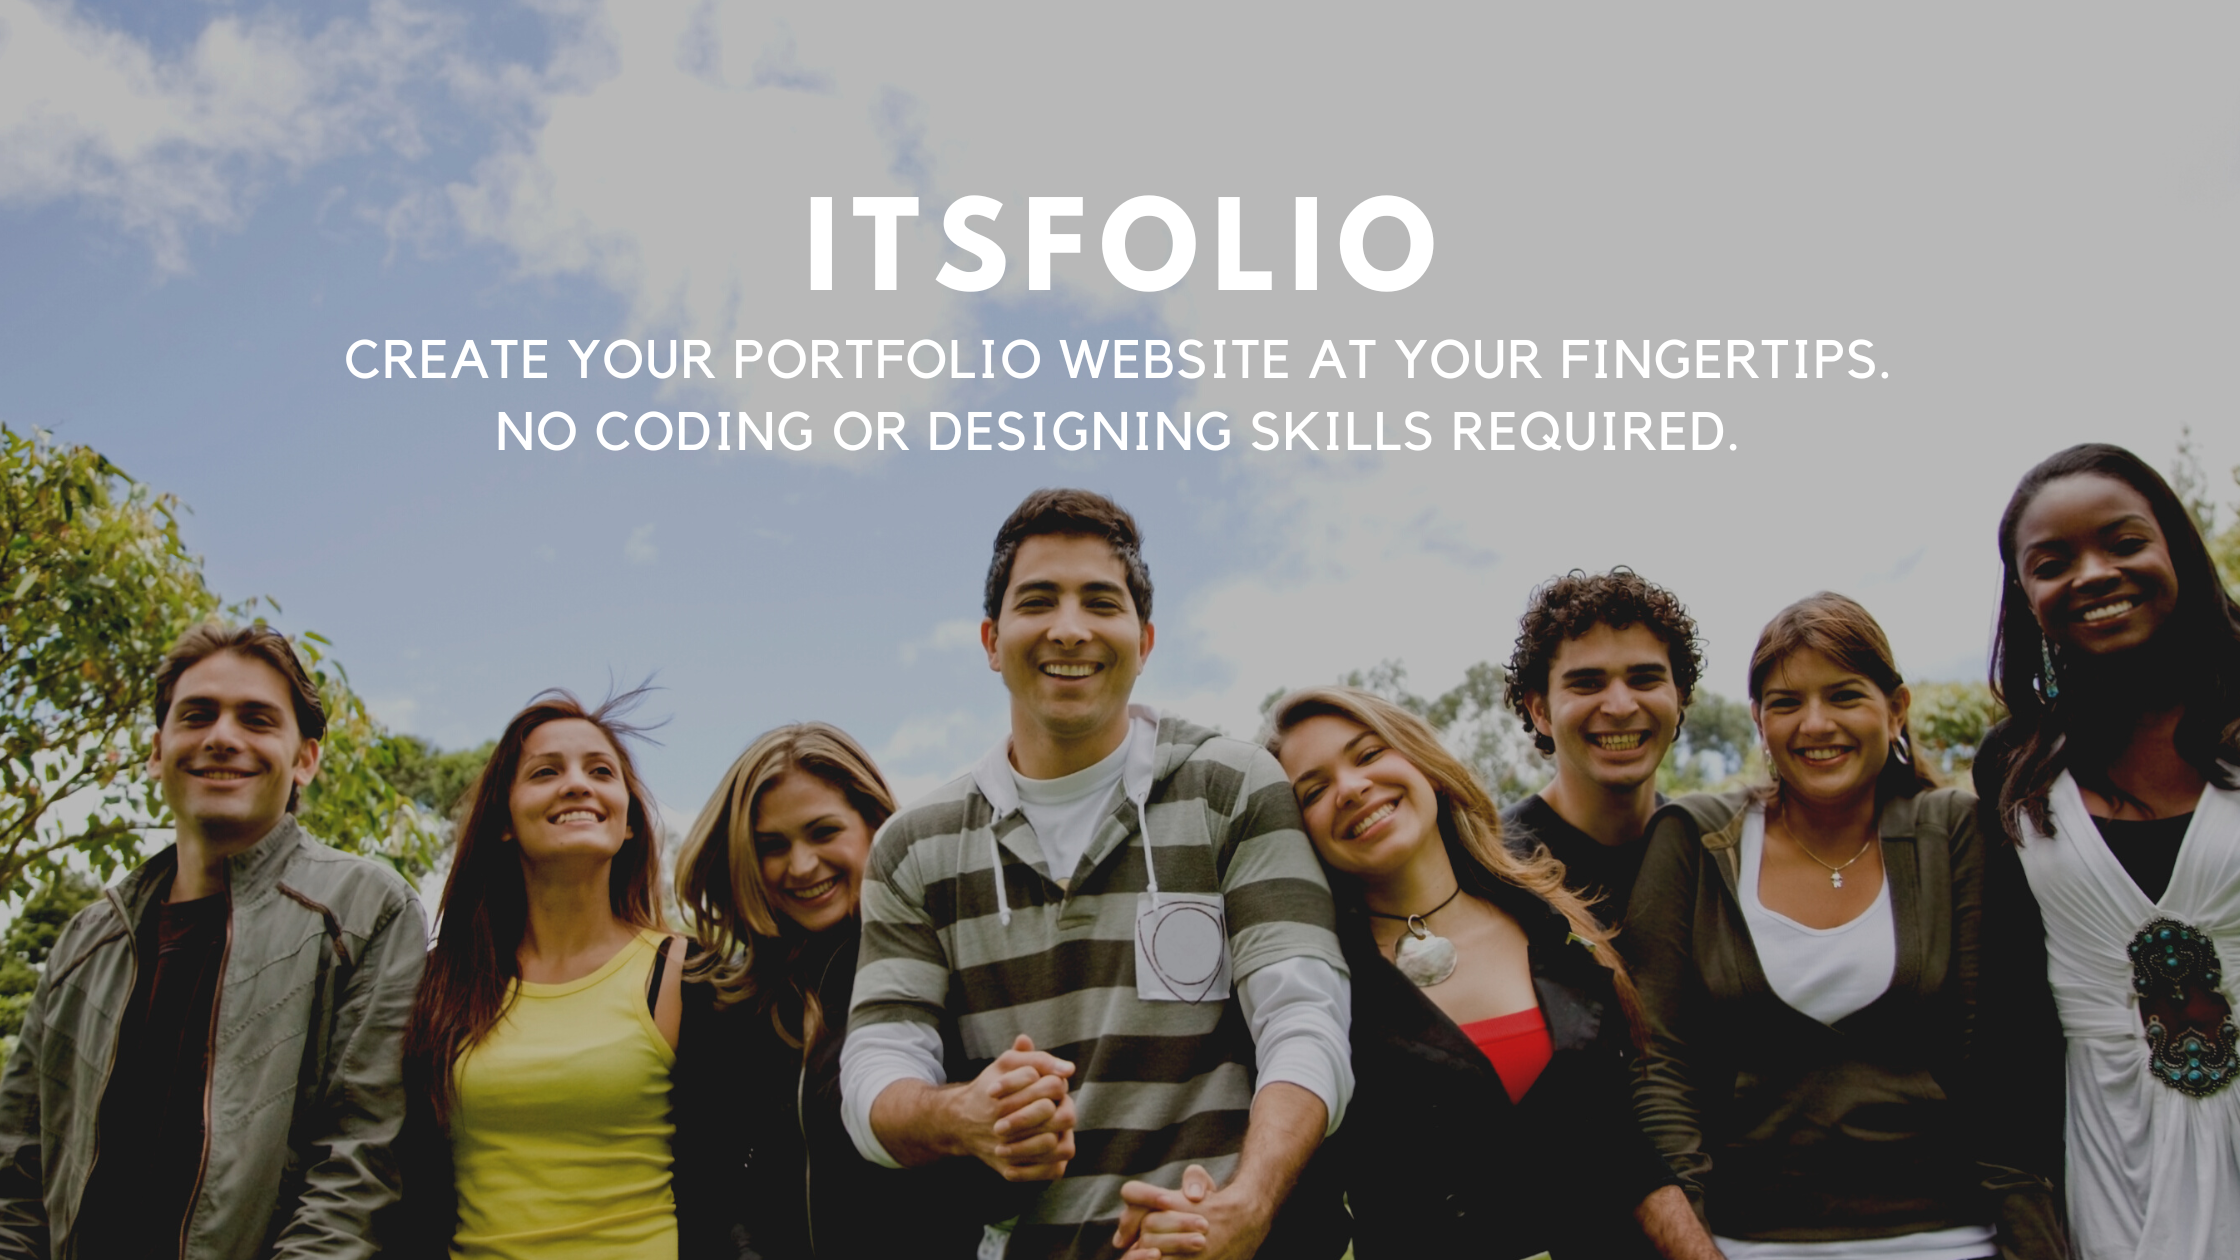 ITSFOLIO
CREATE YOUR PORTFOLIO WEBSITE AT YOUR FINGERTIPS.
NO CODING OR DESIGNING SKILLS REQUIRED.